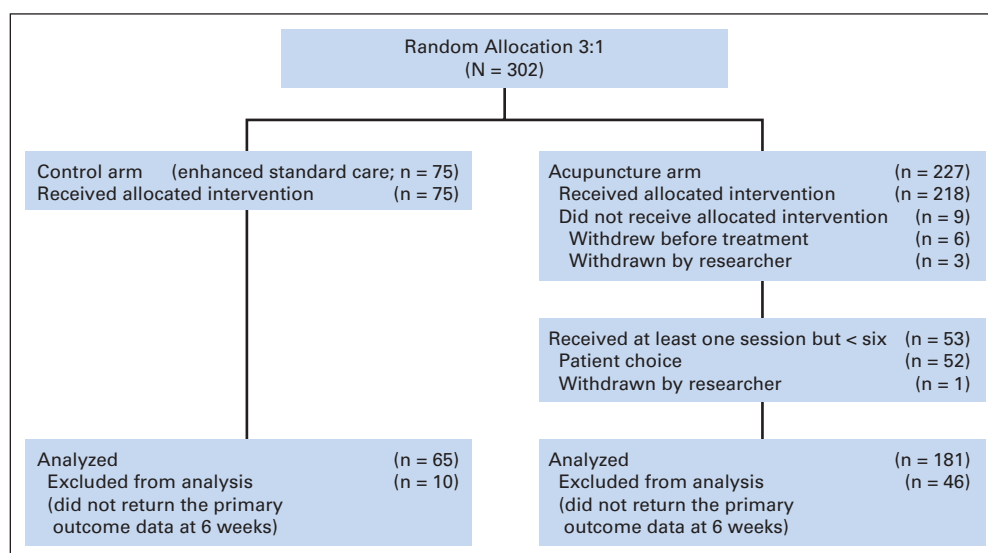 Random Allocation 3:1
(N = 302)
Control arm (enhanced standard care; n = 75)
Received allocated intervention (n = 75)
Acupuncture arm (n = 227)
Received allocated intervention (n = 218)
Did not receive allocated intervention (n = 9)
Withdrew before treatment (n = 6)
Withdrawn by researcher (n = 3)
Received at least one session but < six (n = 53)
Patient choice (n = 52)
Withdrawn by researcher (n = 1)
Analyzed (n = 65)
Excluded from analysis (n = 10)
(did not return the primary
outcome data at 6 weeks)
Analyzed (n = 181)
Excluded from analysis (n = 46)
(did not return the primary
outcome data at 6 weeks)